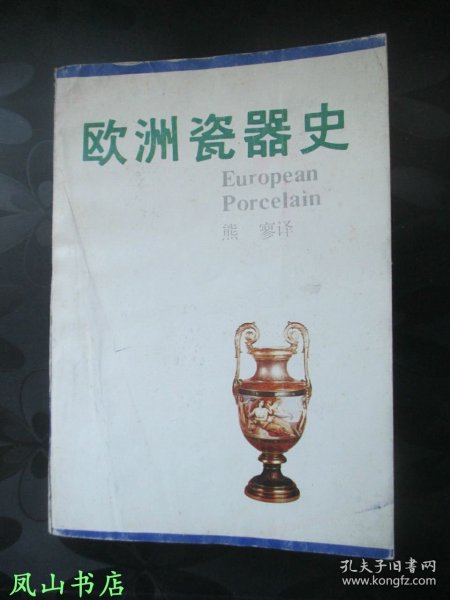 欧洲瓷器史
European
Porcelain
熊 寥译
凤山书店
孔夫子旧书网
www.kongfz.com